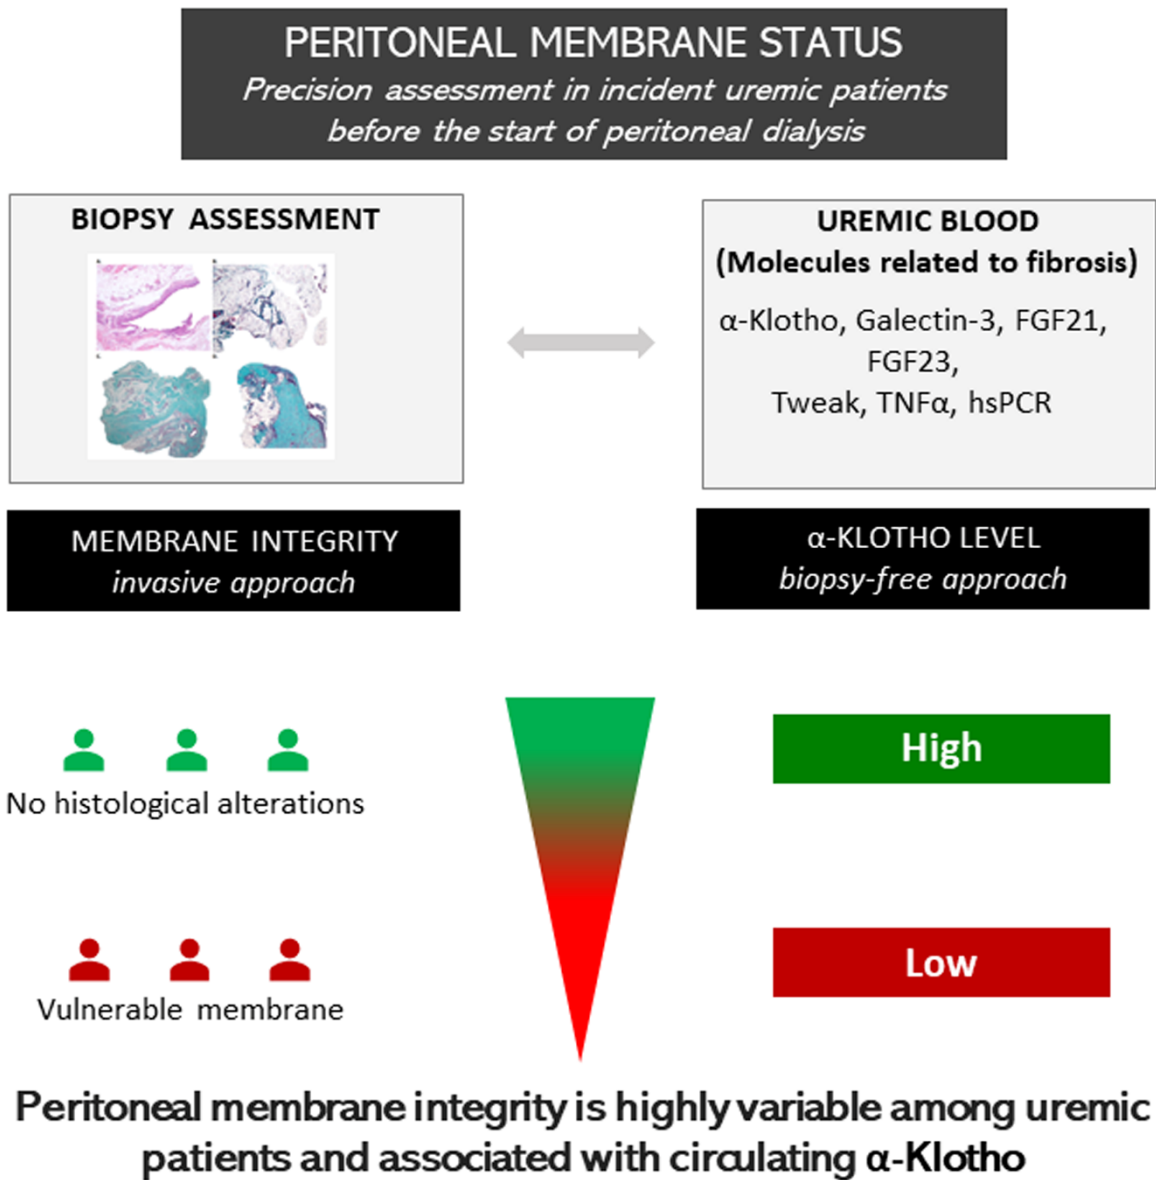 PERITONEAL MEMBRANE STATUS
Precision assessment in incident uremic patients
before the start of peritoneal dialysis
BIOPSY ASSESSMENT
UREMIC BLOOD
(Molecules related to fibrosis)
α-Klotho, Galectin-3, FGF21,
FGF23,
Tweak, TNFα, hsPCR
MEMBRANE INTEGRITY
invasive approach
α-KLOTHO LEVEL
biopsy-free approach
No histological alterations
High
Vulnerable membrane
Low
Peritoneal membrane integrity is highly variable among uremic
patients and associated with circulating α-Klotho